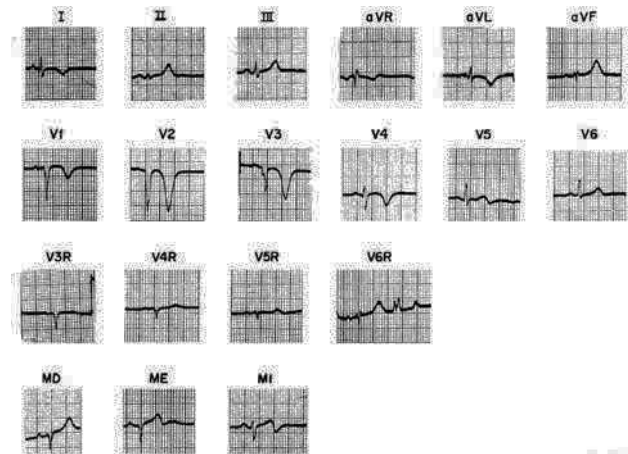 I II III aVR aVL aVF
V1 V2 V3 V4 V5 V6
V3R V4R V5R V6R
MD ME MI